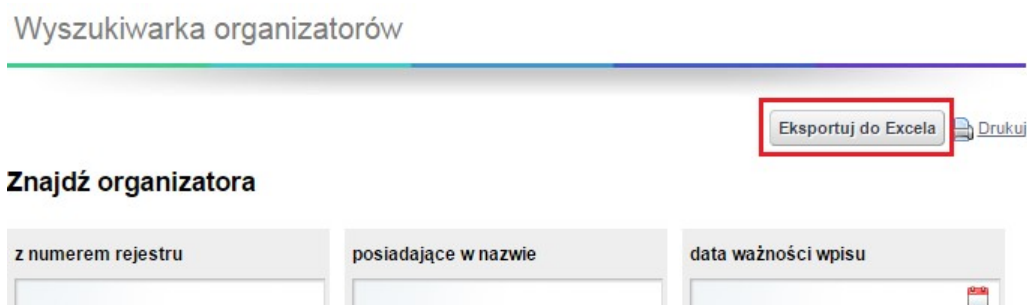 Wyszukiwarka organizatorów
Eksportuj do Excela Drukuj
Znajdź organizatora
z numerem rejestru posiadające w nazwie data ważności wpisu